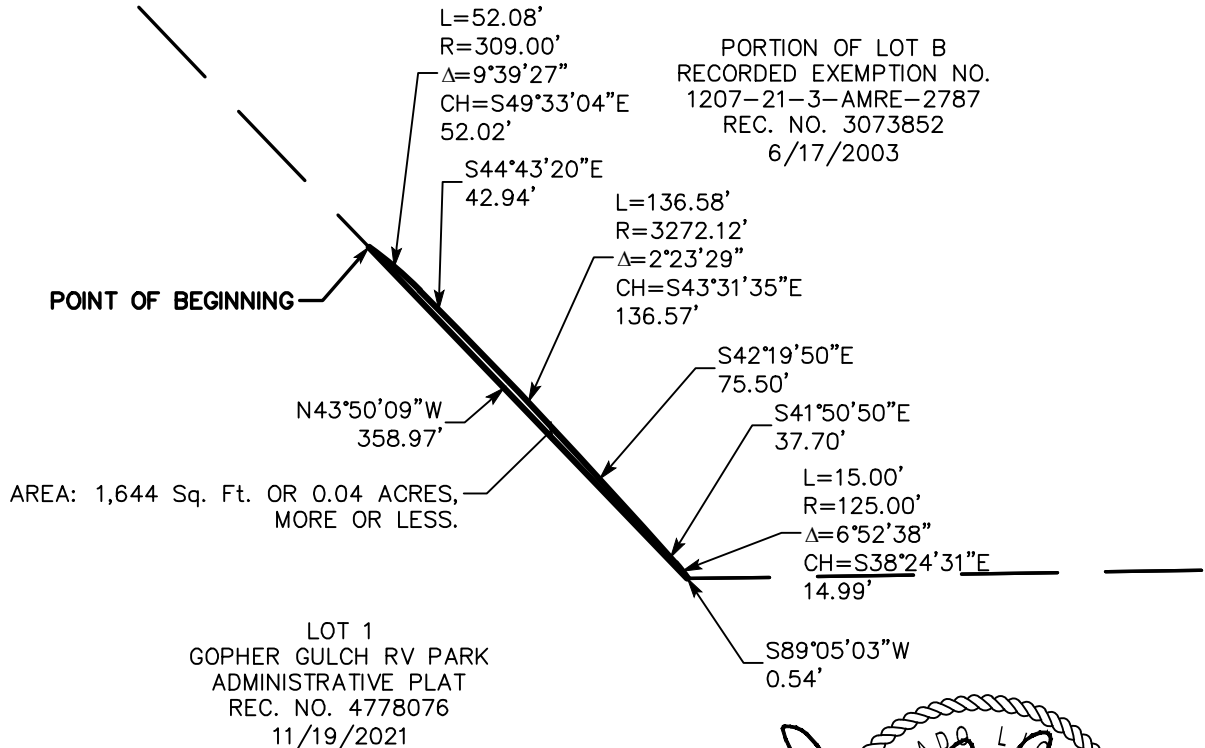 L=52.08'
R=309.00'
Δ=9°39'27"
CH=S49°33'04"E
52.02'
PORTION OF LOT B
RECORDED EXEMPTION NO.
1207-21-3-AMRE-2787
REC. NO. 3073852
6/17/2003
S44°43'20"E
42.94'
L=136.58'
R=3272.12'
Δ=2°23'29"
CH=S43°31'35"E
136.57'
POINT OF BEGINNING
S42°19'50"E
75.50'
N43°50'09"W
358.97'
S41°50'50"E
37.70'
AREA: 1,644 Sq. Ft. OR 0.04 ACRES,
MORE OR LESS.
L=15.00'
R=125.00'
Δ=6°52'38"
CH=S38°24'31"E
14.99'
S89°05'03"W
0.54'
LOT 1
GOPHER GULCH RV PARK
ADMINISTRATIVE PLAT
REC. NO. 4778076
11/19/2021